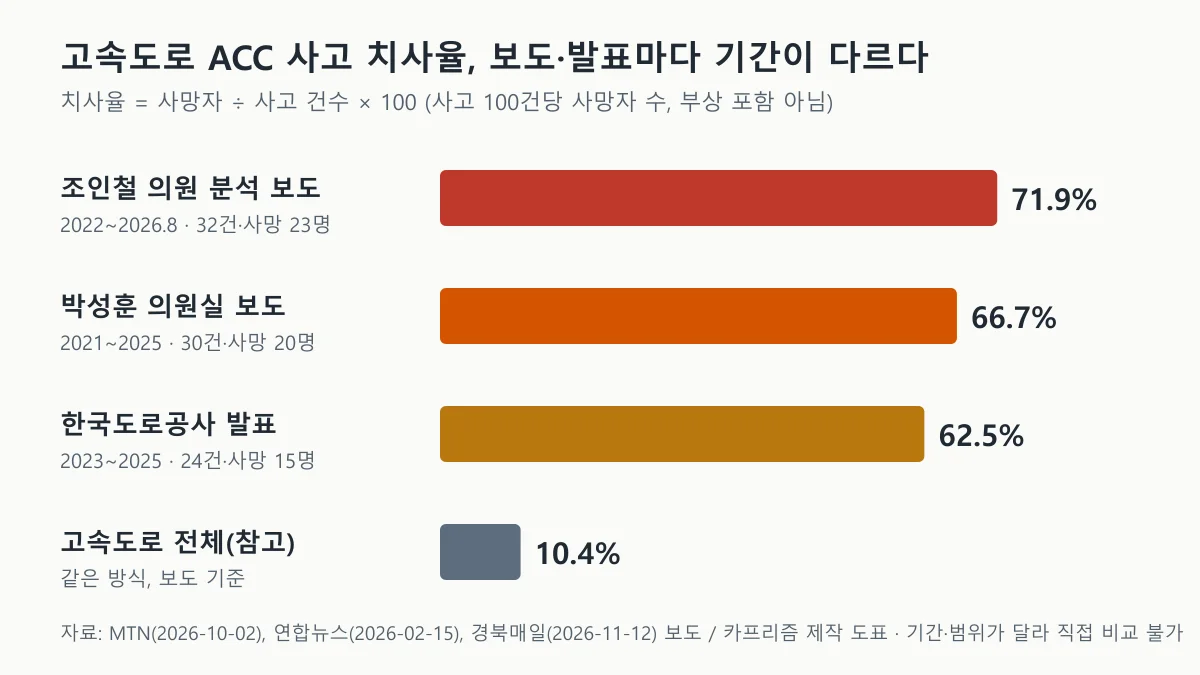 고속도로 ACC 사고 치사율, 보도·발표마다 기간이 다르다
치사율 = 사망자 ÷ 사고 건수 × 100 (사고 100건당 사망자 수, 부상 포함 아님)
조인철 의원 분석 보도
2022~2026.8 · 32건·사망 23명
71.9%
박성훈 의원실 보도
2021~2025 · 30건·사망 20명
66.7%
한국도로공사 발표
2023~2025 · 24건·사망 15명
62.5%
고속도로 전체(참고)
같은 방식, 보도 기준
10.4%
자료: MTN(2026-10-02), 연합뉴스(2026-02-15), 경북매일(2026-11-12) 보도 / 카프리즘 제작 도표 · 기간·범위가 달라 직접 비교 불가